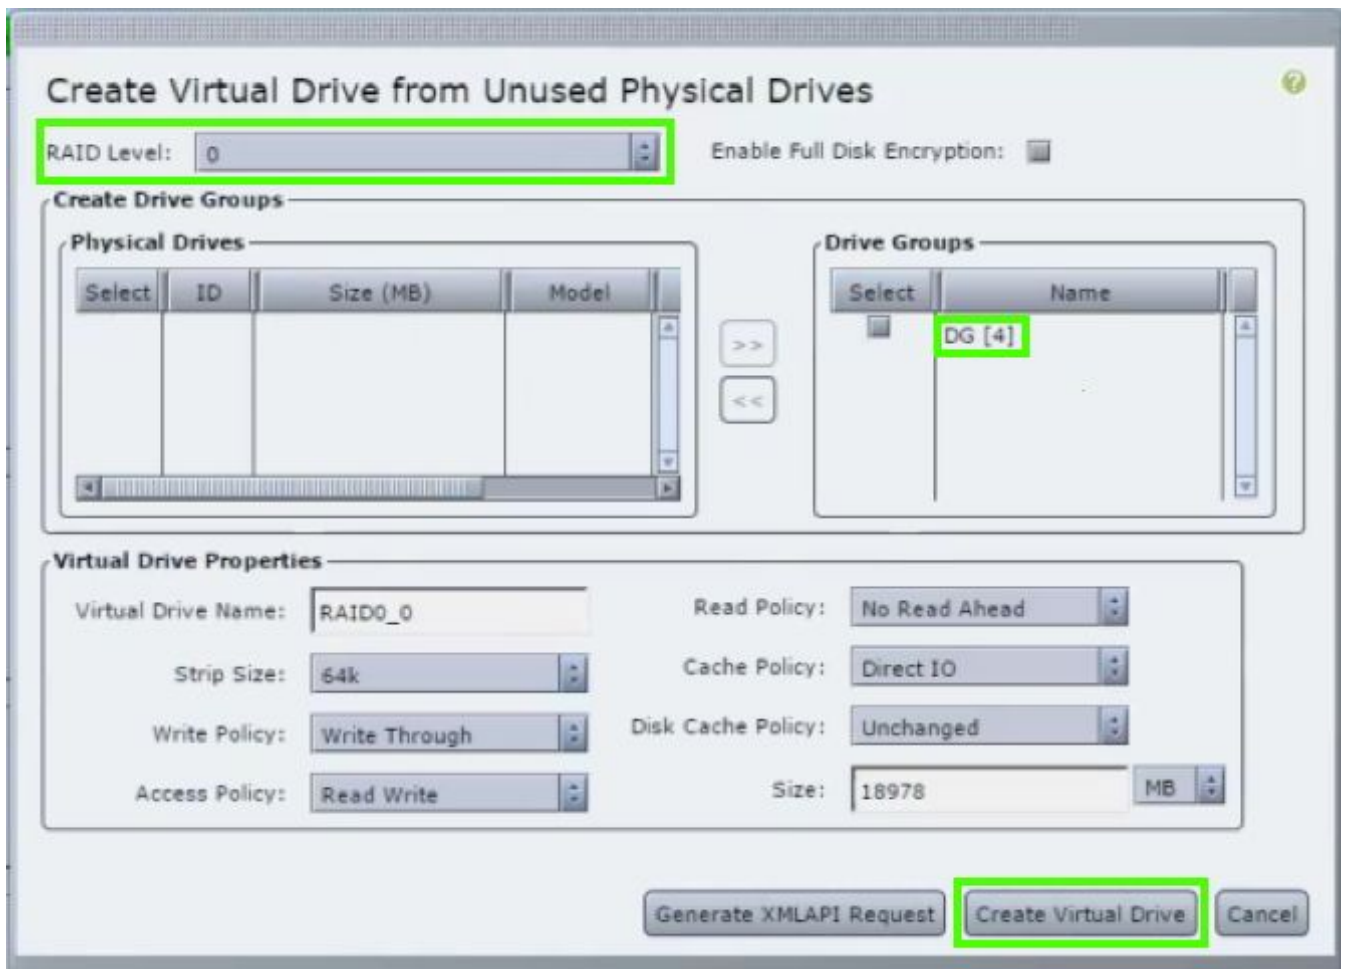 Create Virtual Drive from Unused Physical Drives
RAID Level: 0
Enable Full Disk Encryption:
Create Drive Groups
Physical Drives
Select ID Size (MB) Model
>>
<<
Drive Groups
Select Name
DG [4]
Virtual Drive Properties
Virtual Drive Name: RAID0_0
Read Policy: No Read Ahead
Strip Size: 64k
Cache Policy: Direct IO
Write Policy: Write Through
Disk Cache Policy: Unchanged
Access Policy: Read Write
Size: 18978 MB
Generate XMLAPI Request
Create Virtual Drive
Cancel